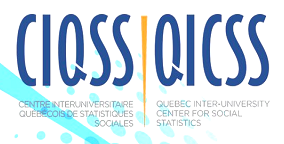 CIQSS QICSS
CENTRE INTERUNIVERSITAIRE
QUÉBÉCOIS DE STATISTIQUES
SOCIALES
QUEBEC INTER-UNIVERSITY
CENTER FOR SOCIAL
STATISTICS